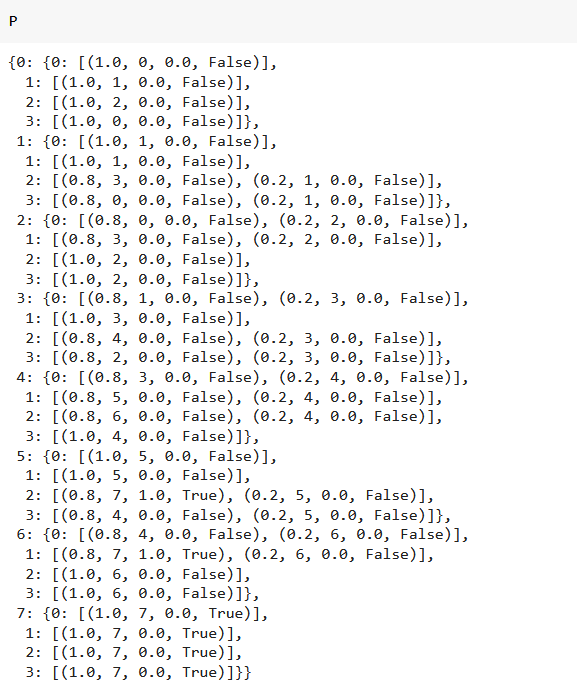 P
{0: {0: [(1.0, 0, 0.0, False)],
  1: [(1.0, 1, 0.0, False)],
  2: [(1.0, 2, 0.0, False)],
  3: [(1.0, 0, 0.0, False)]},
 1: {0: [(1.0, 1, 0.0, False)],
  1: [(1.0, 1, 0.0, False)],
  2: [(0.8, 3, 0.0, False), (0.2, 1, 0.0, False)],
  3: [(0.8, 0, 0.0, False), (0.2, 1, 0.0, False)]},
 2: {0: [(0.8, 0, 0.0, False), (0.2, 2, 0.0, False)],
  1: [(0.8, 3, 0.0, False), (0.2, 2, 0.0, False)],
  2: [(1.0, 2, 0.0, False)],
  3: [(1.0, 2, 0.0, False)]},
 3: {0: [(0.8, 1, 0.0, False), (0.2, 3, 0.0, False)],
  1: [(1.0, 3, 0.0, False)],
  2: [(0.8, 4, 0.0, False), (0.2, 3, 0.0, False)],
  3: [(0.8, 2, 0.0, False), (0.2, 3, 0.0, False)]},
 4: {0: [(0.8, 3, 0.0, False), (0.2, 4, 0.0, False)],
  1: [(0.8, 5, 0.0, False), (0.2, 4, 0.0, False)],
  2: [(0.8, 6, 0.0, False), (0.2, 4, 0.0, False)],
  3: [(1.0, 4, 0.0, False)]},
 5: {0: [(1.0, 5, 0.0, False)],
  1: [(1.0, 5, 0.0, False)],
  2: [(0.8, 7, 1.0, True), (0.2, 5, 0.0, False)],
  3: [(0.8, 4, 0.0, False), (0.2, 5, 0.0, False)]},
 6: {0: [(0.8, 4, 0.0, False), (0.2, 6, 0.0, False)],
  1: [(0.8, 7, 1.0, True), (0.2, 6, 0.0, False)],
  2: [(1.0, 6, 0.0, False)],
  3: [(1.0, 6, 0.0, False)]},
 7: {0: [(1.0, 7, 0.0, True)],
  1: [(1.0, 7, 0.0, True)],
  2: [(1.0, 7, 0.0, True)],
  3: [(1.0, 7, 0.0, True)]}}